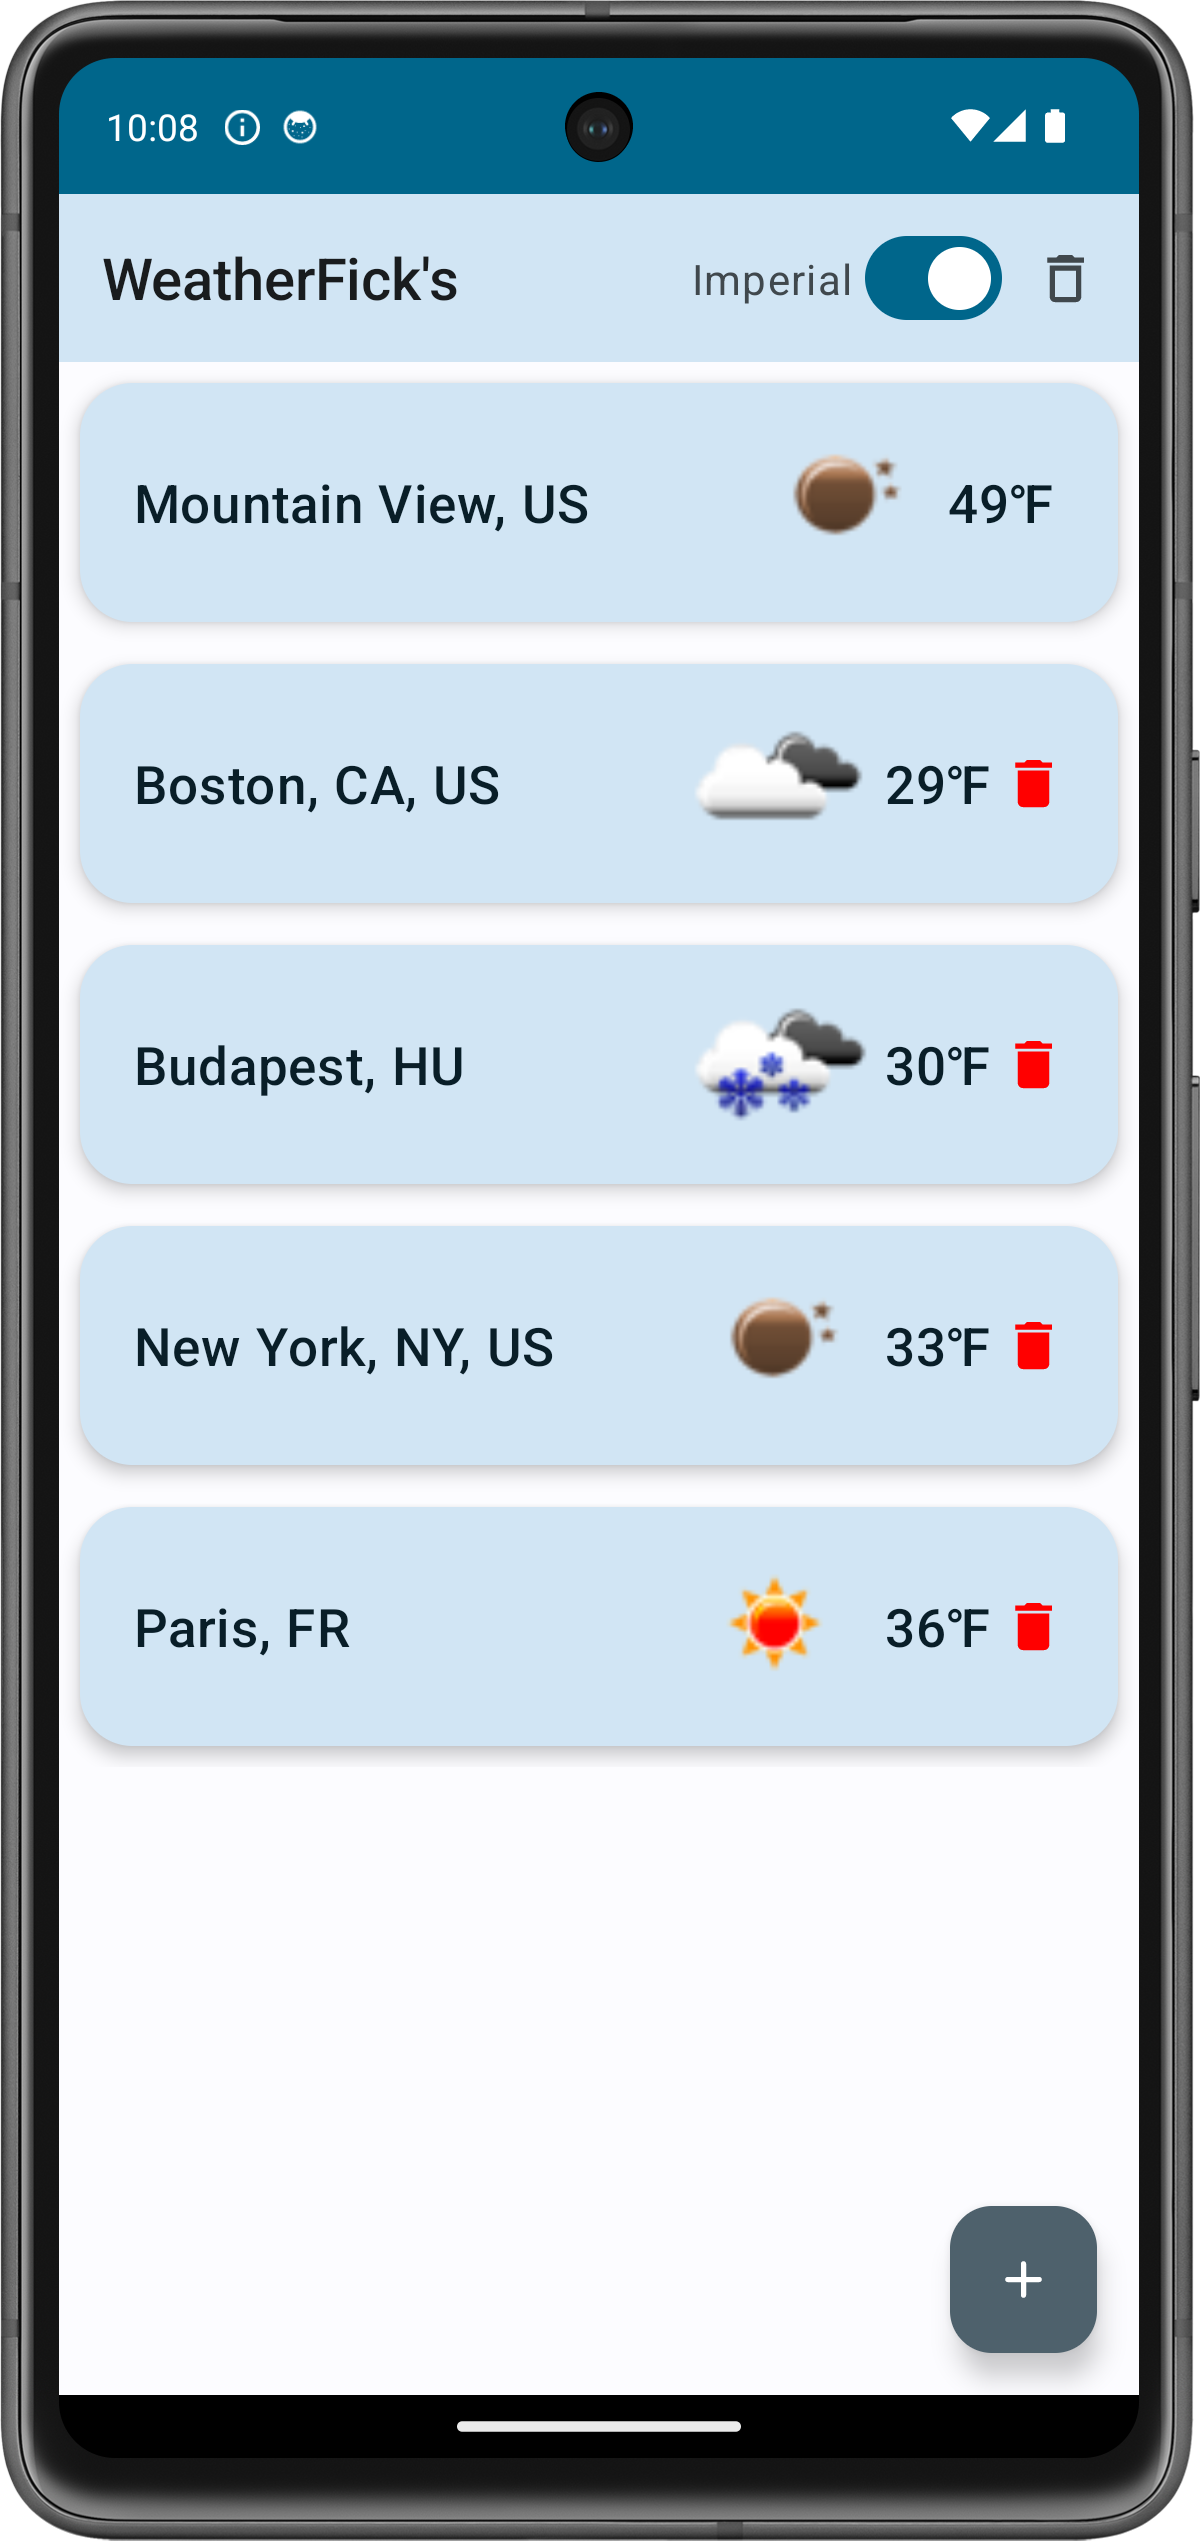 10:08
WeatherFick's Imperial
Mountain View, US 49°F
Boston, CA, US 29°F
Budapest, HU 30°F
New York, NY, US 33°F
Paris, FR 36°F
+